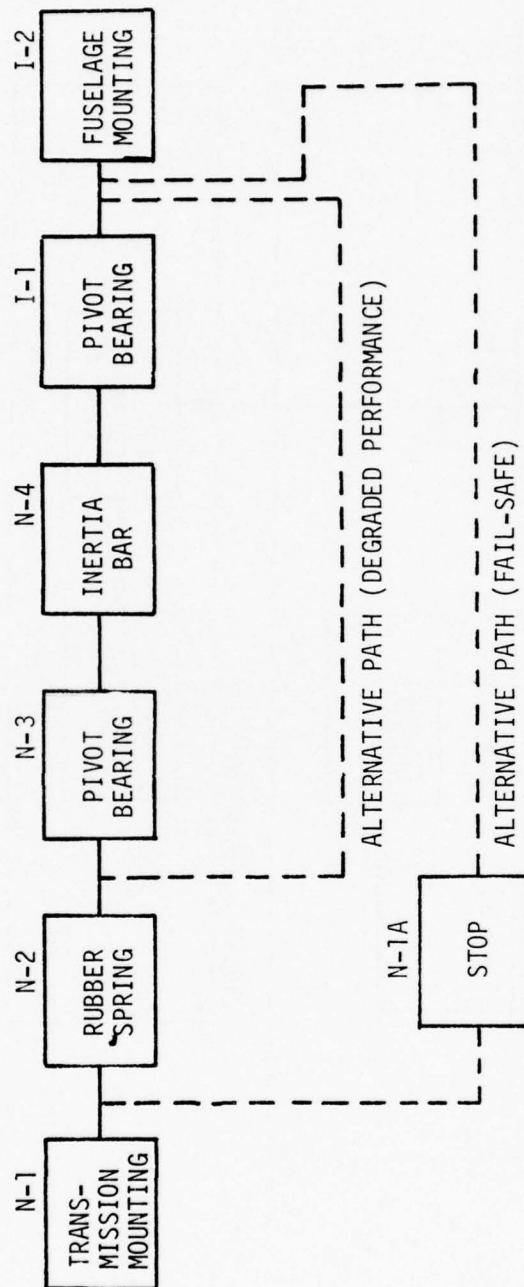 N-1
TRANS-
MISSION
MOUNTING
N-2
RUBBER
SPRING
N-3
PIVOT
BEARING
N-4
INERTIA
BAR
I-1
PIVOT
BEARING
I-2
FUSELAGE
MOUNTING
ALTERNATIVE PATH (DEGRADED PERFORMANCE)
N-1A
STOP
ALTERNATIVE PATH (FAIL-SAFE)